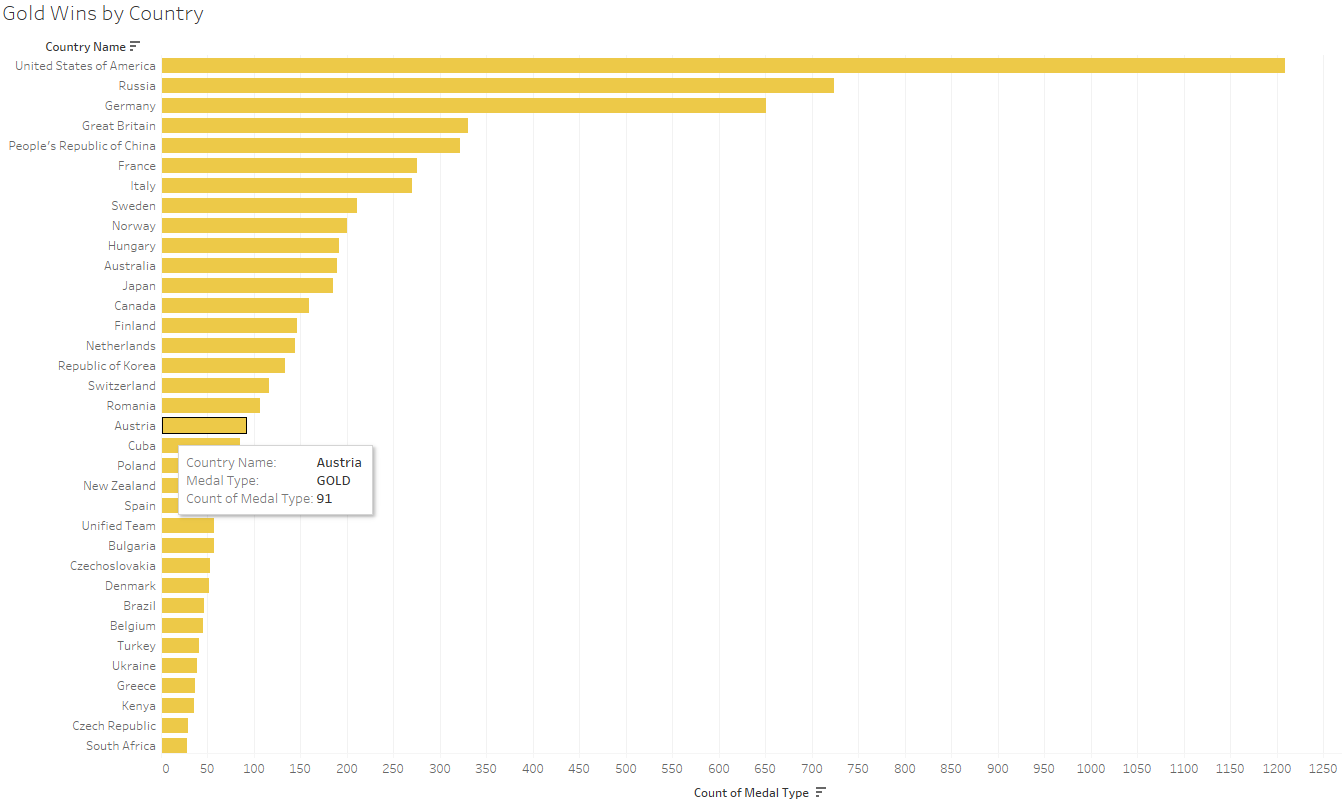 Gold Wins by Country
Country Name
United States of America
Russia
Germany
Great Britain
People's Republic of China
France
Italy
Sweden
Norway
Hungary
Australia
Japan
Canada
Finland
Netherlands
Republic of Korea
Switzerland
Romania
Austria
Cuba
Poland
New Zealand
Spain
Country Name: Austria
Medal Type: GOLD
Count of Medal Type: 91
Unified Team
Bulgaria
Czechoslovakia
Denmark
Brazil
Belgium
Turkey
Ukraine
Greece
Kenya
Czech Republic
South Africa
0 50 100 150 200 250 300 350 400 450 500 550 600 650 700 750 800 850 900 950 1000 1050 1100 1150 1200 1250
Count of Medal Type